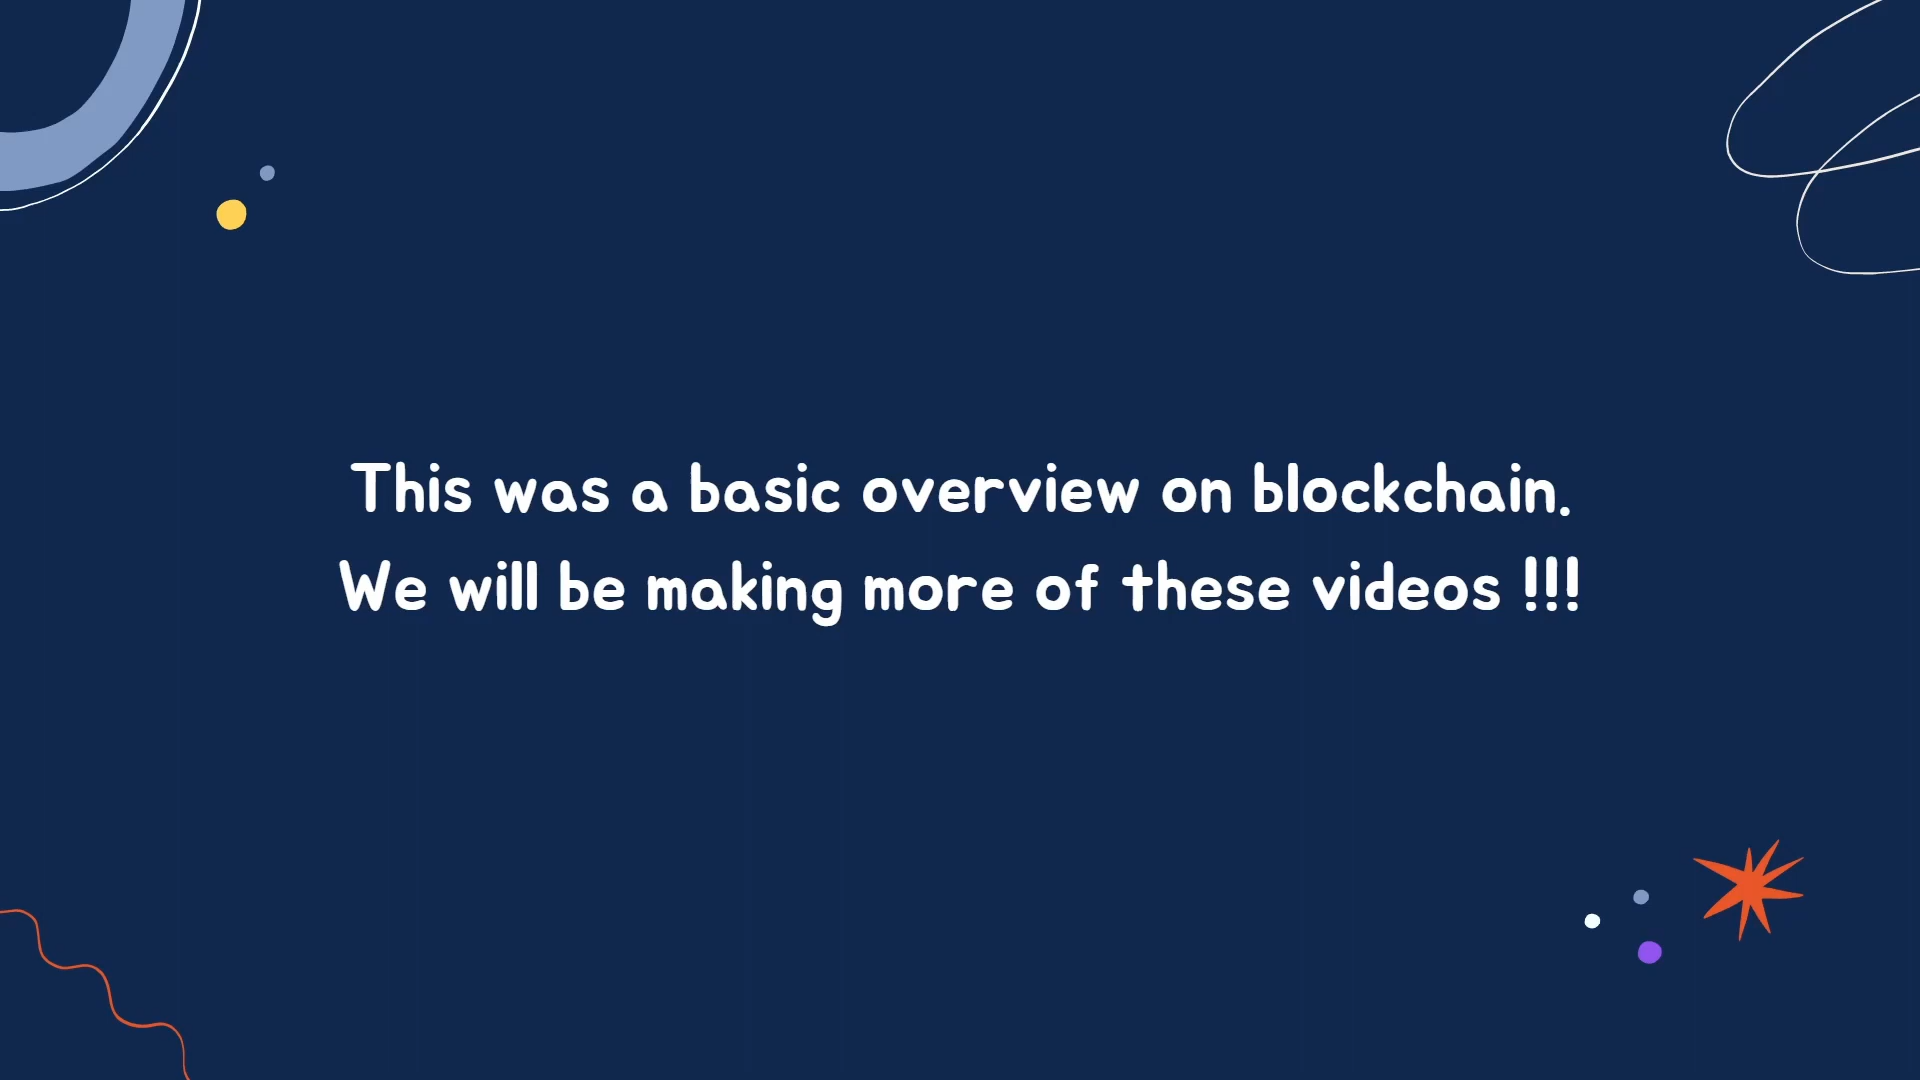 This was a basic overview on blockchain.
We will be making more of these videos !!!